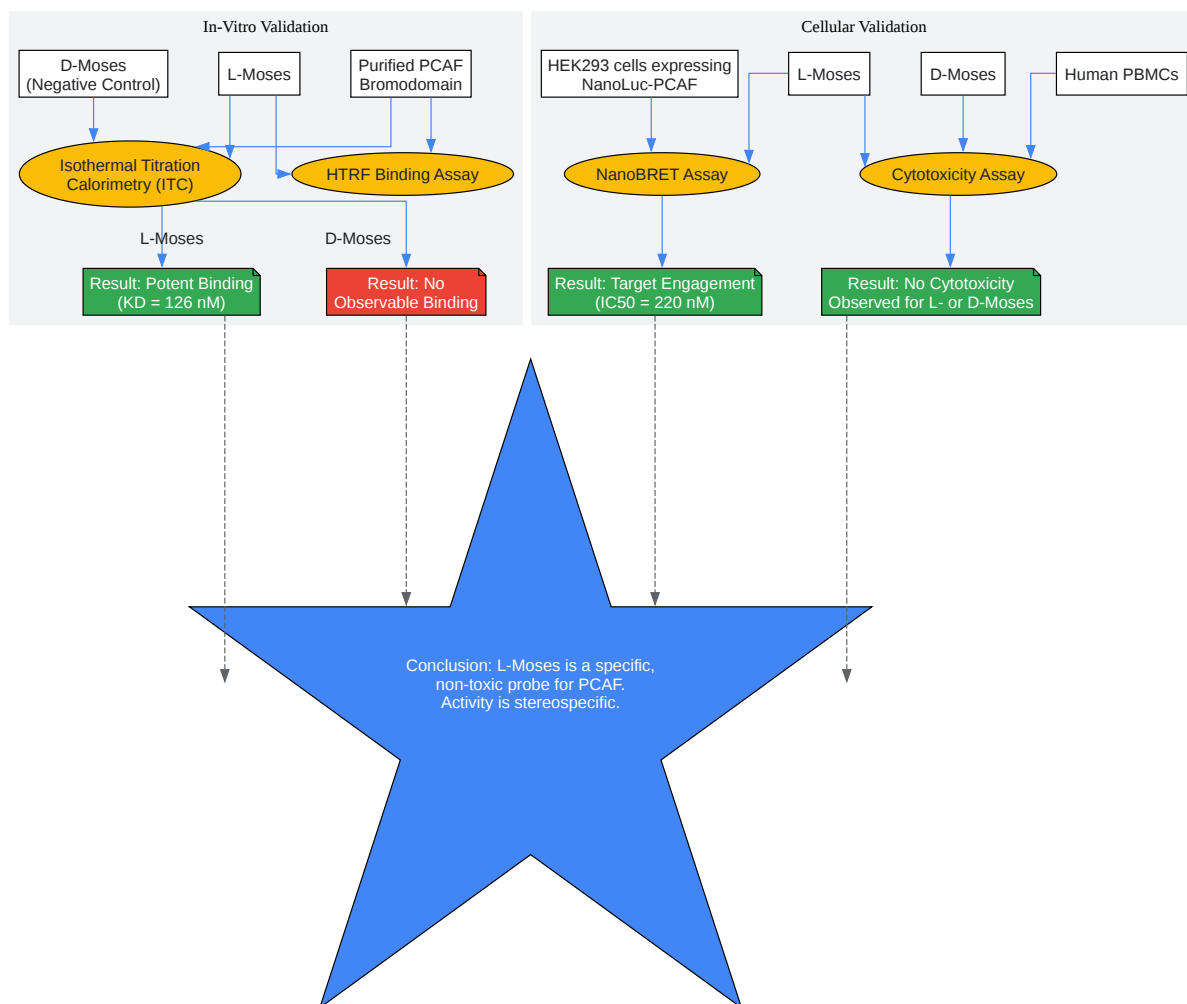 In-Vitro Validation
D-Moses
(Negative Control)
L-Moses
Purified PCAF
Bromodomain
Isothermal Titration
Calorimetry (ITC)
HTRF Binding Assay
L-Moses
D-Moses
Result: Potent Binding
(KD = 126 nM)
Result: No
Observable Binding
Cellular Validation
HEK293 cells expressing
NanoLuc-PCAF
L-Moses
D-Moses
Human PBMCs
NanoBRET Assay
Cytotoxicity Assay
Result: Target Engagement
(IC50 = 220 nM)
Result: No Cytotoxicity
Observed for L- or D-Moses
Conclusion: L-Moses is a specific,
non-toxic probe for PCAF.
Activity is stereospecific.